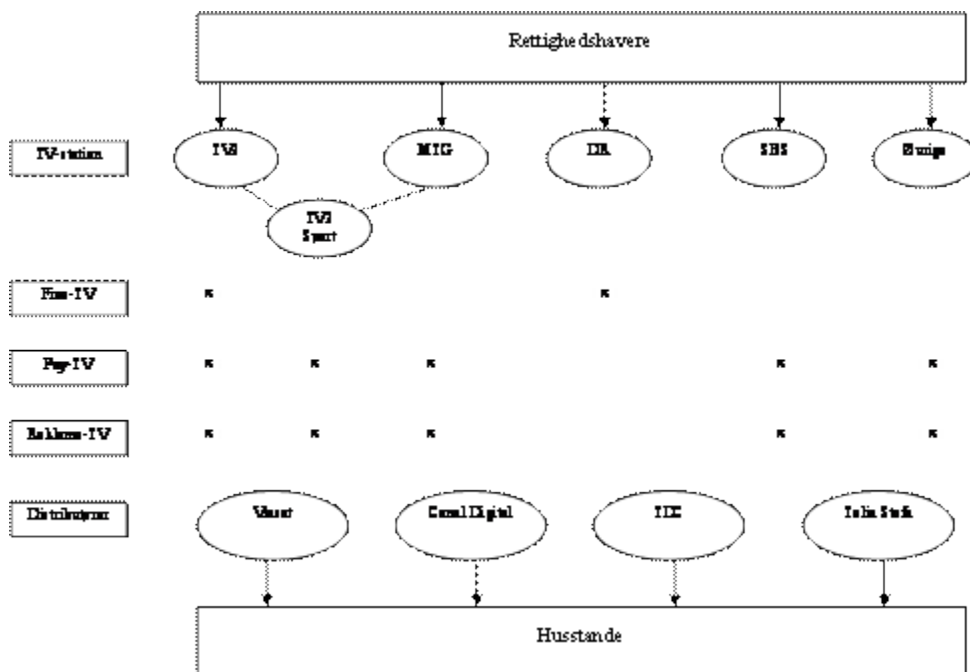 Rettighedshavere
TV-station
TV2
MTG
DR
SBS
Øvrige
TV2
Sport
Free-TV
x x
Pay-TV
x x x x x
Reklame-TV
x x x x x
Distributører
Viasat
Canal Digital
TDC
Telia Stofa
Husstande